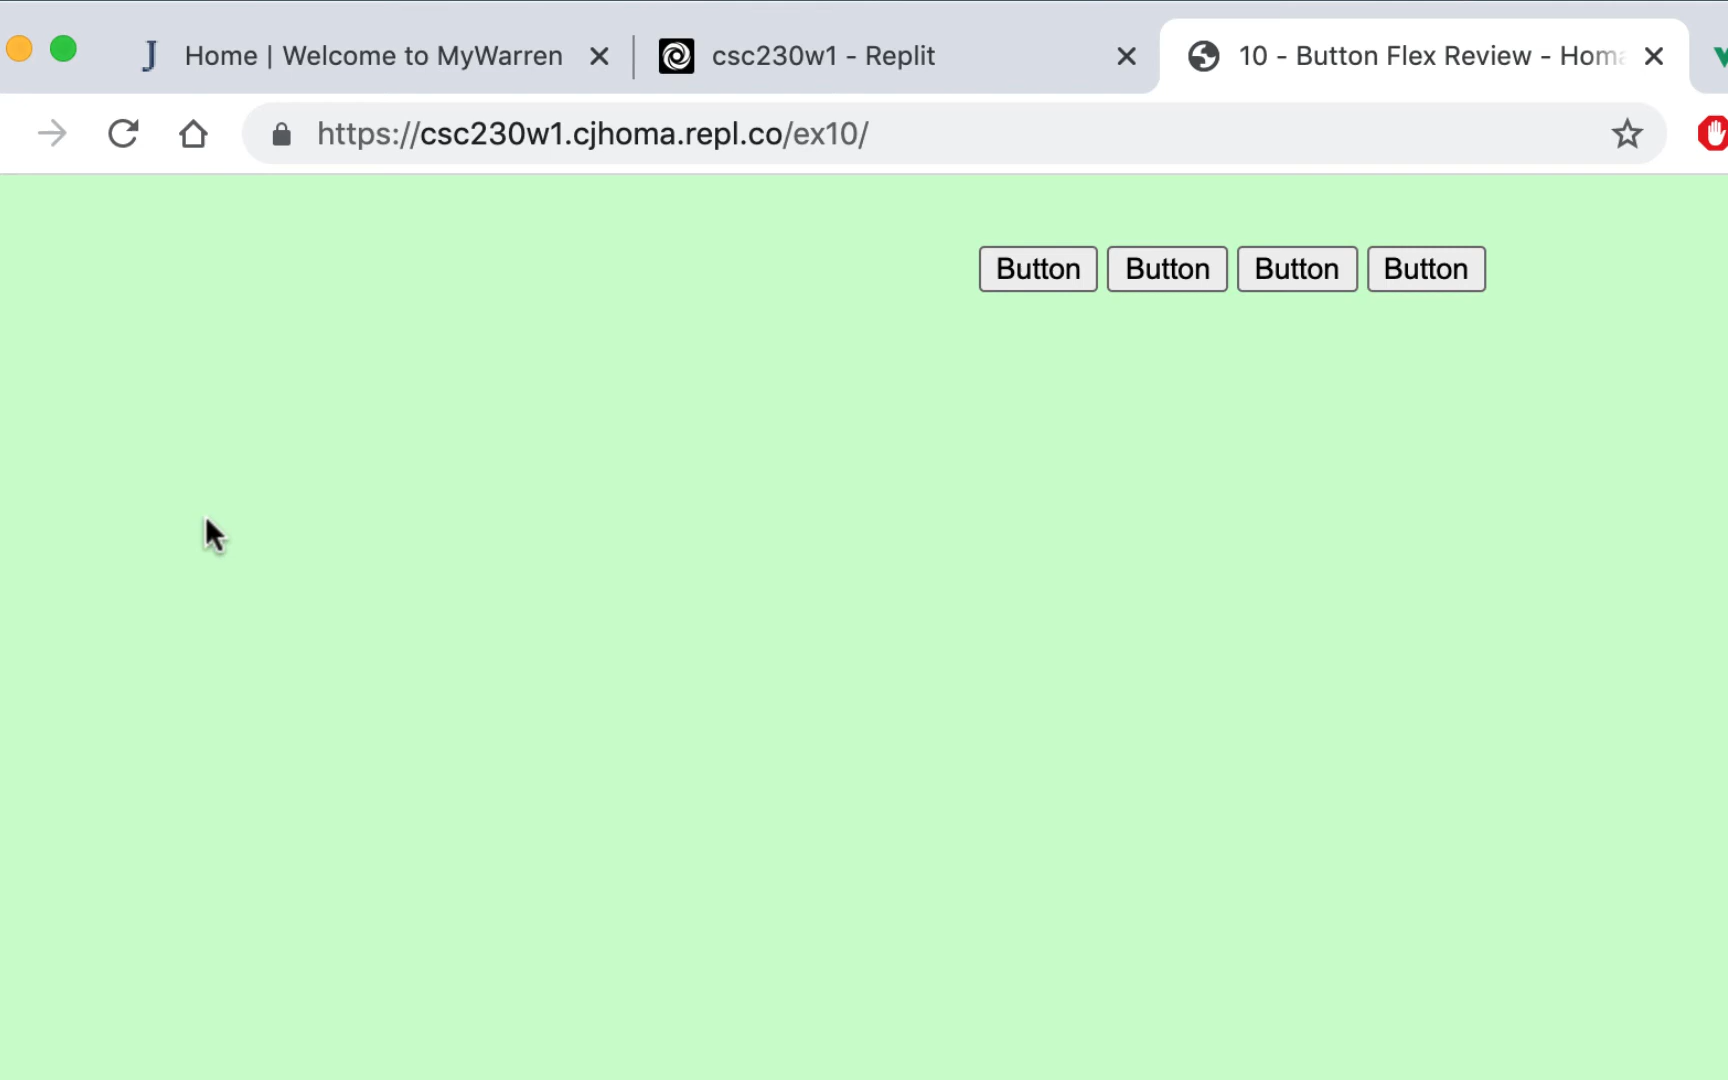 Home | Welcome to MyWarren
csc230w1 - Replit
10 - Button Flex Review - Homa
https://csc230w1.cjhoma.repl.co/ex10/
Button Button Button Button